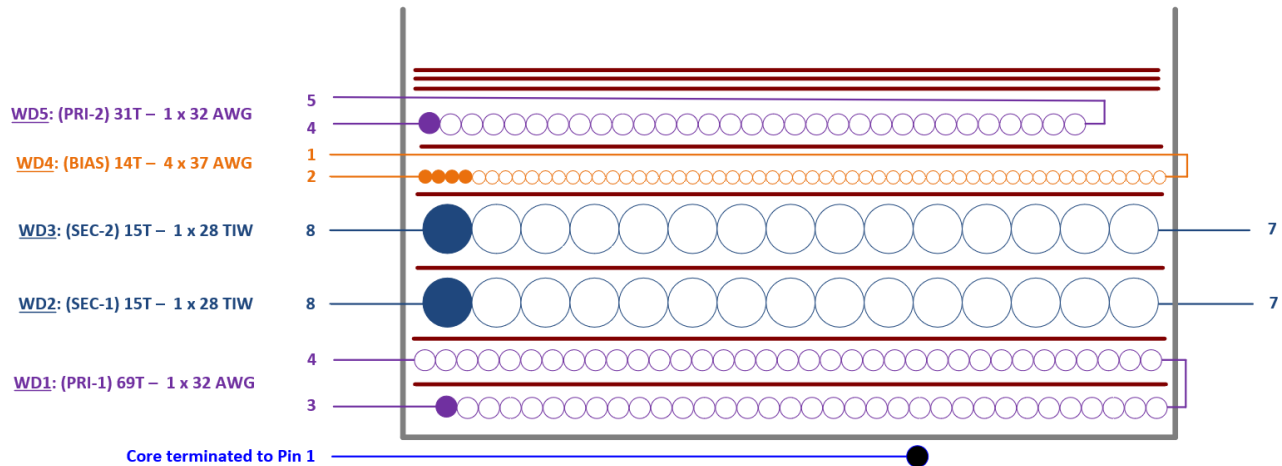 5
WD5: (PRI-2) 31T – 1 x 32 AWG
4
1
WD4: (BIAS) 14T – 4 x 37 AWG
2
WD3: (SEC-2) 15T – 1 x 28 TIW 8 7
WD2: (SEC-1) 15T – 1 x 28 TIW 8 7
4
WD1: (PRI-1) 69T – 1 x 32 AWG
3
Core terminated to Pin 1